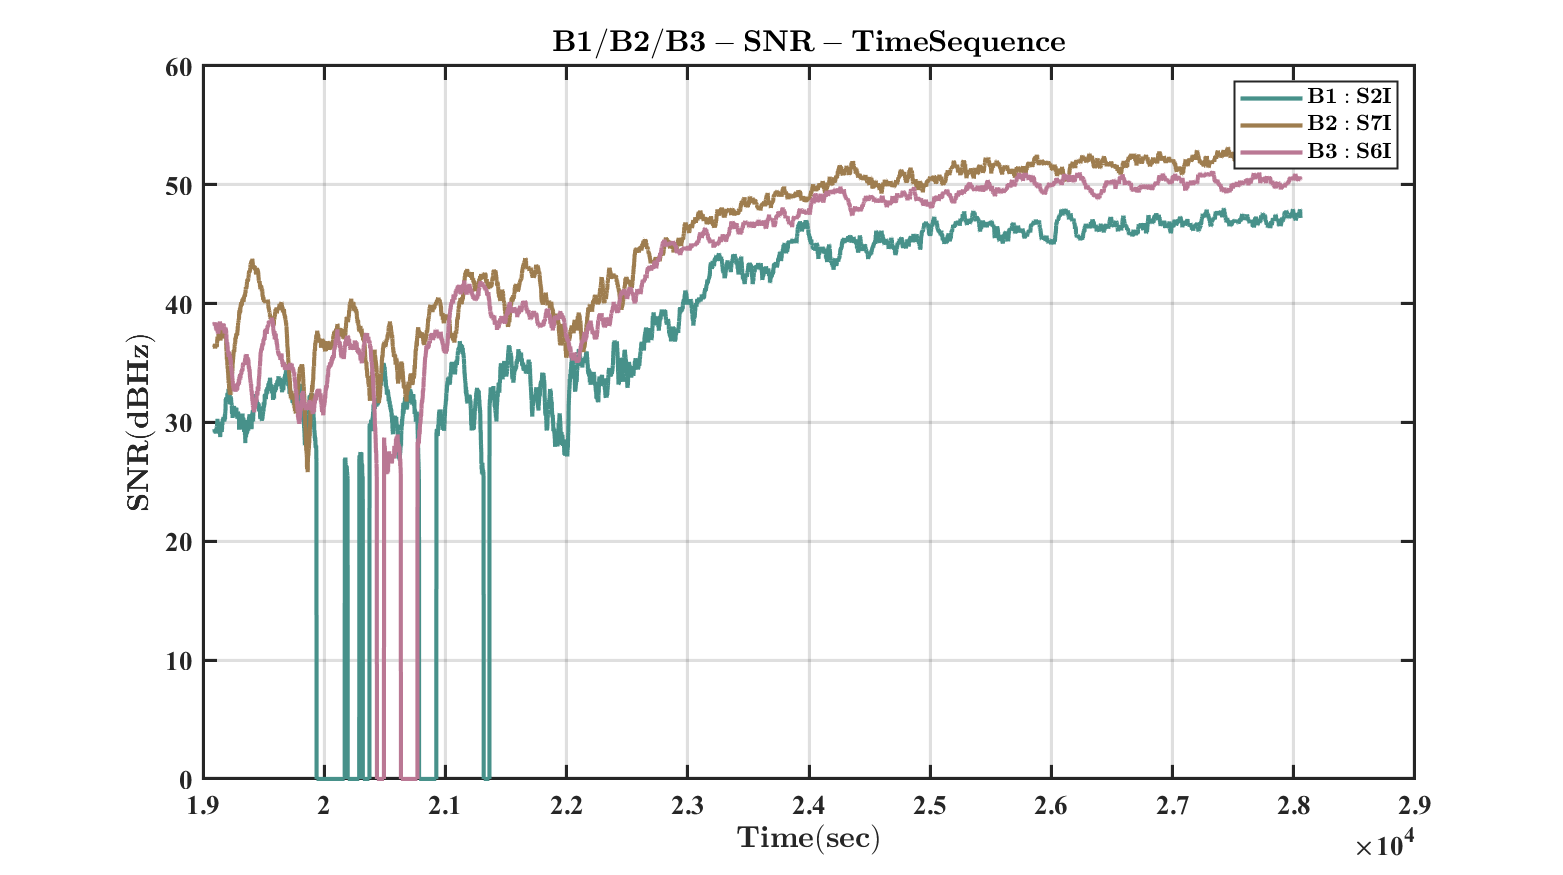 B1/B2/B3 – SNR – TimeSequence
60
50
40
30
20
10
0
SNR(dBHz)
B1 : S2I
B2 : S7I
B3 : S6I
1.9 2 2.1 2.2 2.3 2.4 2.5 2.6 2.7 2.8 2.9
Time(sec)
×10⁴